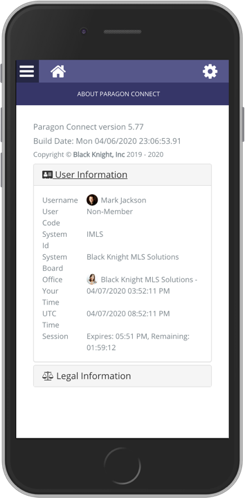 ABOUT PARAGON CONNECT
Paragon Connect version 5.77
Build Date: Mon 04/06/2020 23:06:53.91
Copyright © Black Knight, Inc 2019 - 2020
User Information
Username Mark Jackson
User Non-Member
Code
System IMLS
Id
System Black Knight MLS Solutions
Board
Office Black Knight MLS Solutions -
Your 04/07/2020 03:52:11 PM
Time
UTC 04/07/2020 08:52:11 PM
Time
Session Expires: 05:51 PM, Remaining:
01:59:12
Legal Information